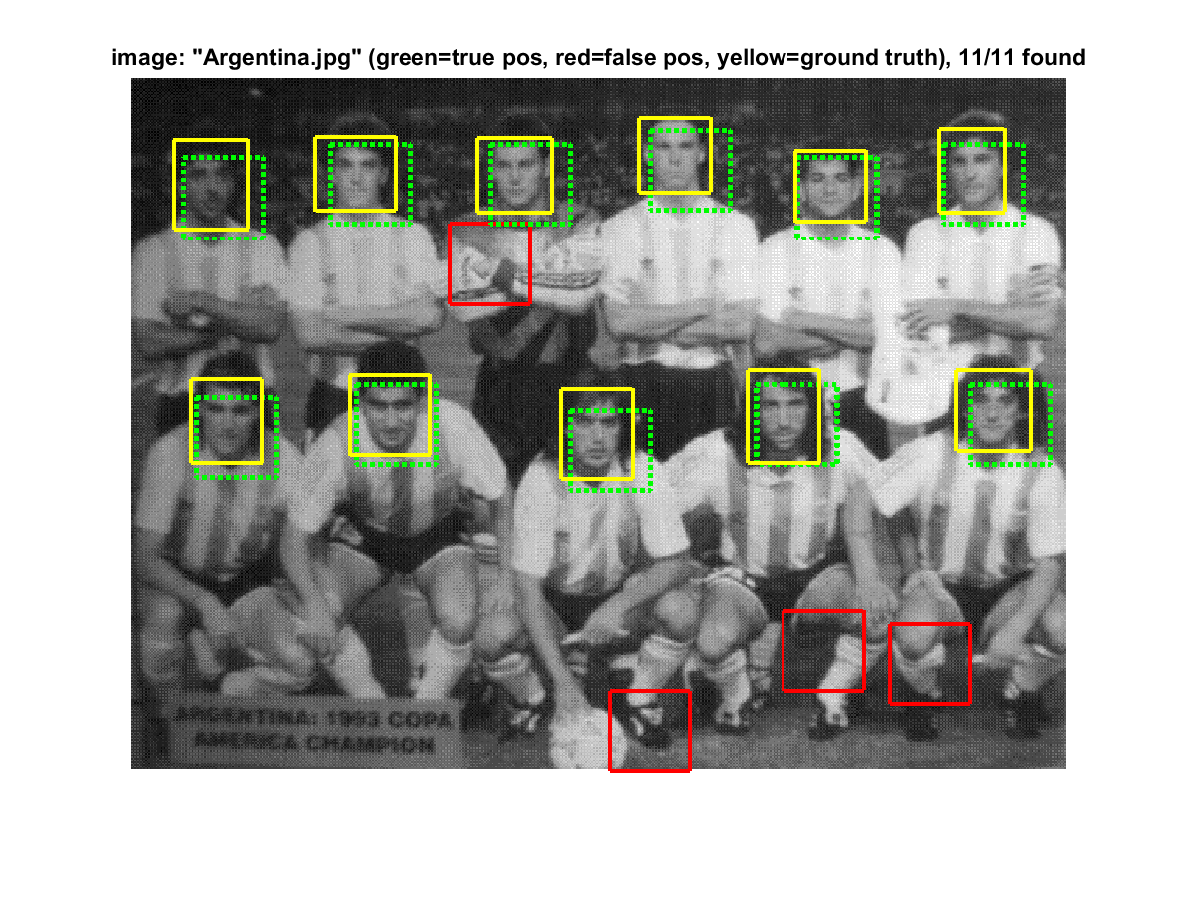 image: "Argentina.jpg" (green=true pos, red=false pos, yellow=ground truth), 11/11 found
ARGENTINA: 1993 COPA
AMERICA CHAMPION